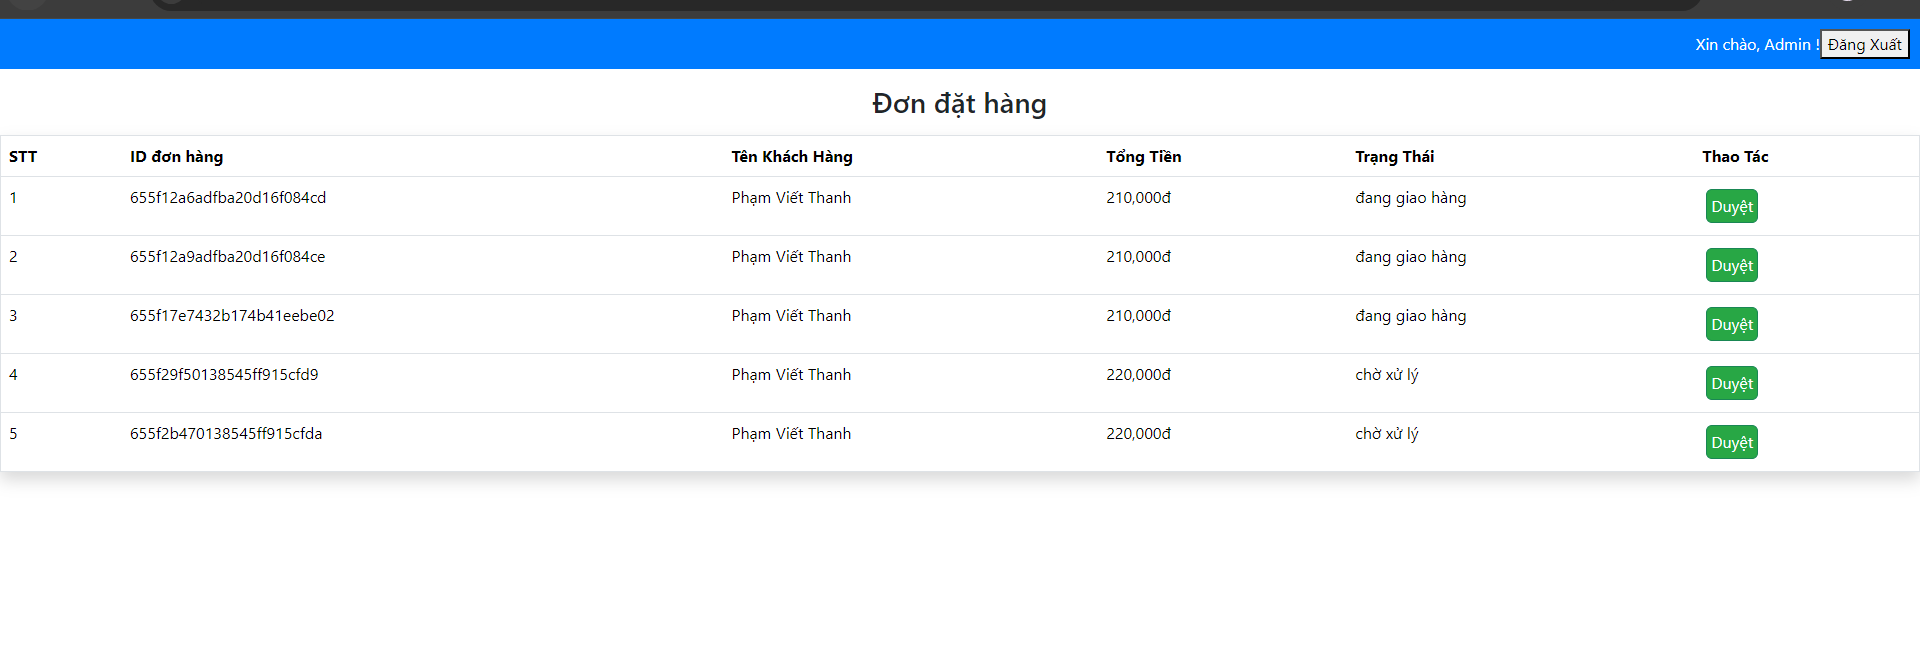 Xin chào, Admin ! Đăng Xuất
Đơn đặt hàng
STT ID đơn hàng Tên Khách Hàng Tổng Tiền Trạng Thái Thao Tác
1 655f12a6adfba20d16f084cd Phạm Viết Thanh 210,000đ đang giao hàng Duyệt
2 655f12a9adfba20d16f084ce Phạm Viết Thanh 210,000đ đang giao hàng Duyệt
3 655f17e7432b174b41eebe02 Phạm Viết Thanh 210,000đ đang giao hàng Duyệt
4 655f29f50138545ff915cfd9 Phạm Viết Thanh 220,000đ chờ xử lý Duyệt
5 655f2b470138545ff915cfda Phạm Viết Thanh 220,000đ chờ xử lý Duyệt